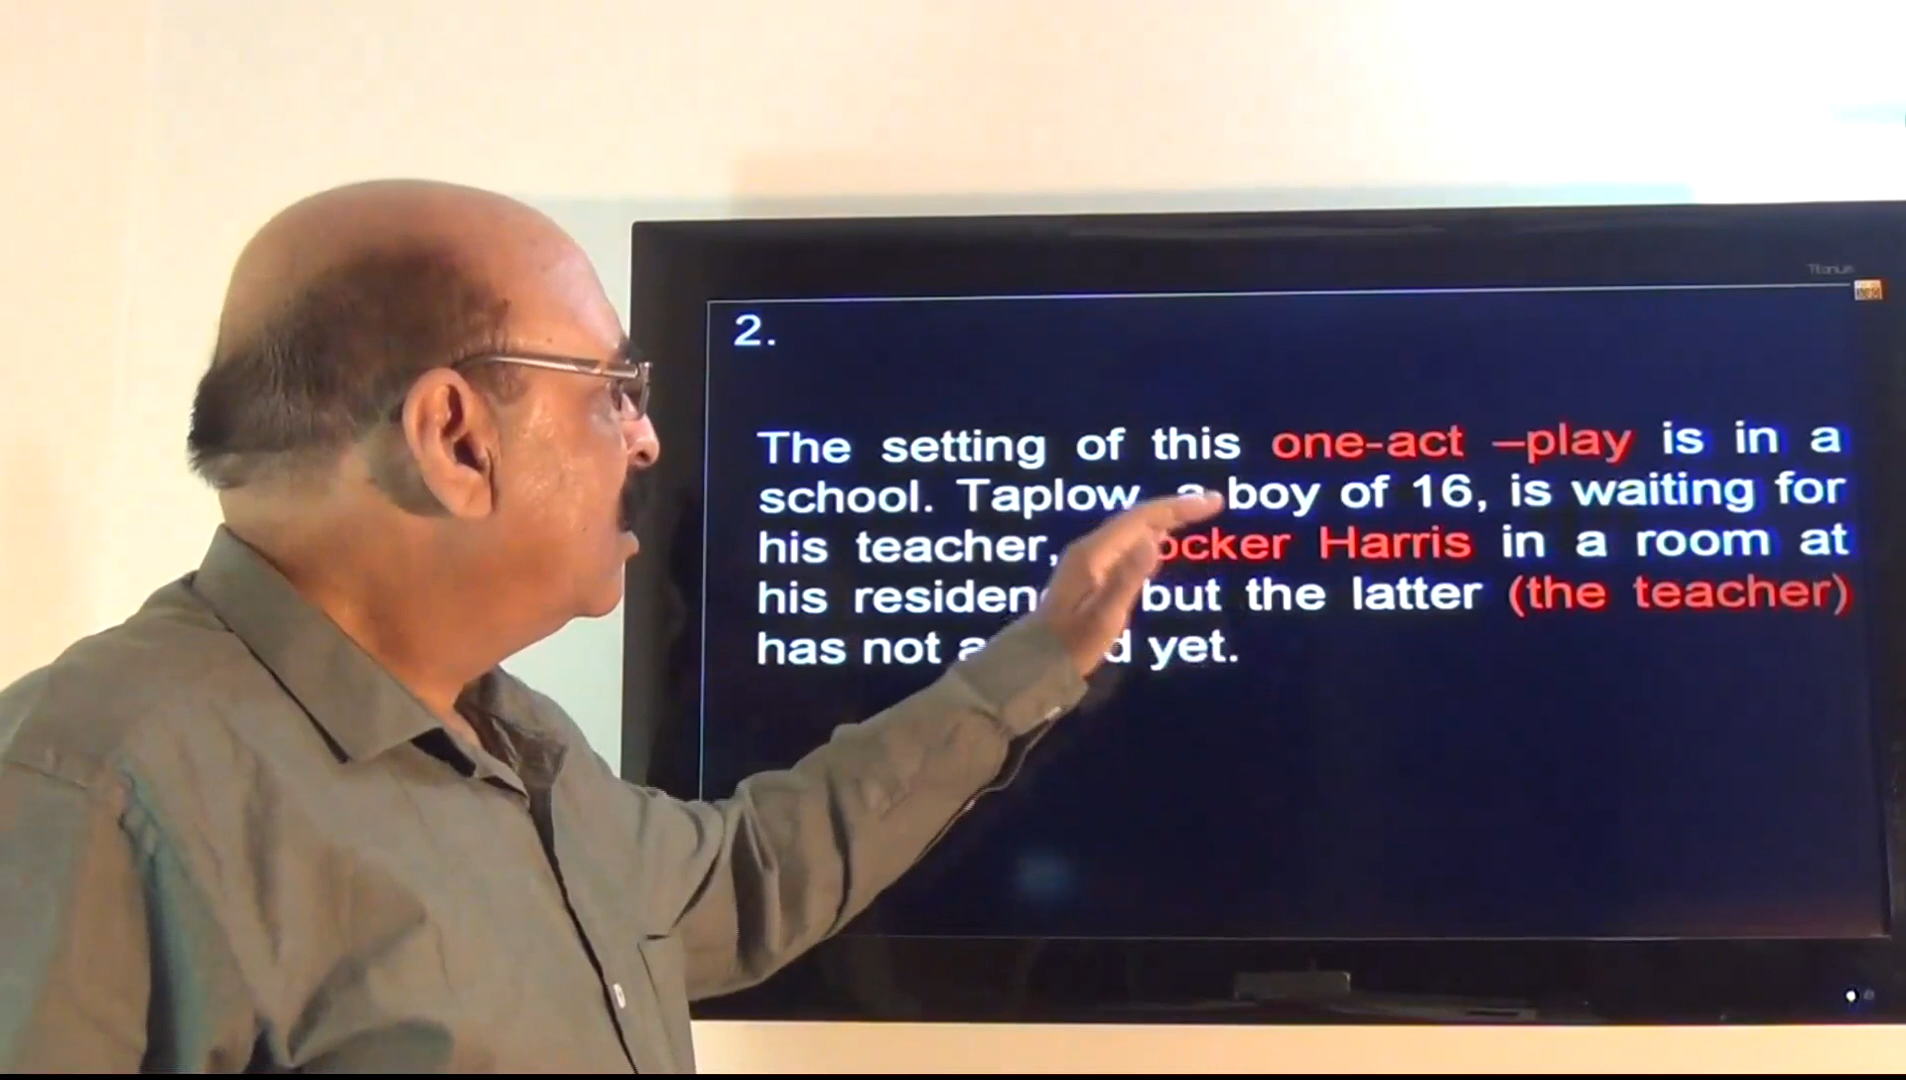 2.
The setting of this one-act –play is in a
school. Taplow a boy of 16, is waiting for
his teacher, Harris in a room at
his but the latter (the teacher)
has not yet.